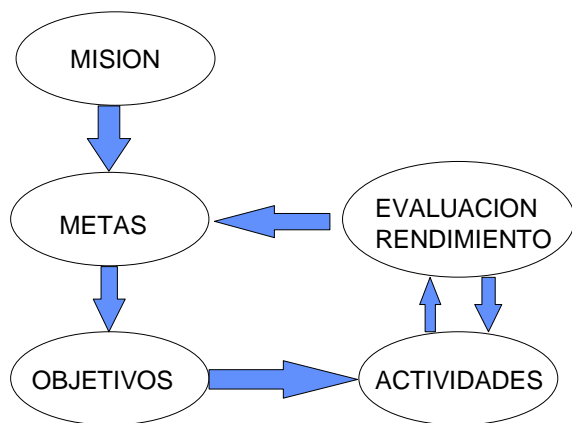 MISION
METAS
EVALUACION
RENDIMIENTO
OBJETIVOS
ACTIVIDADES